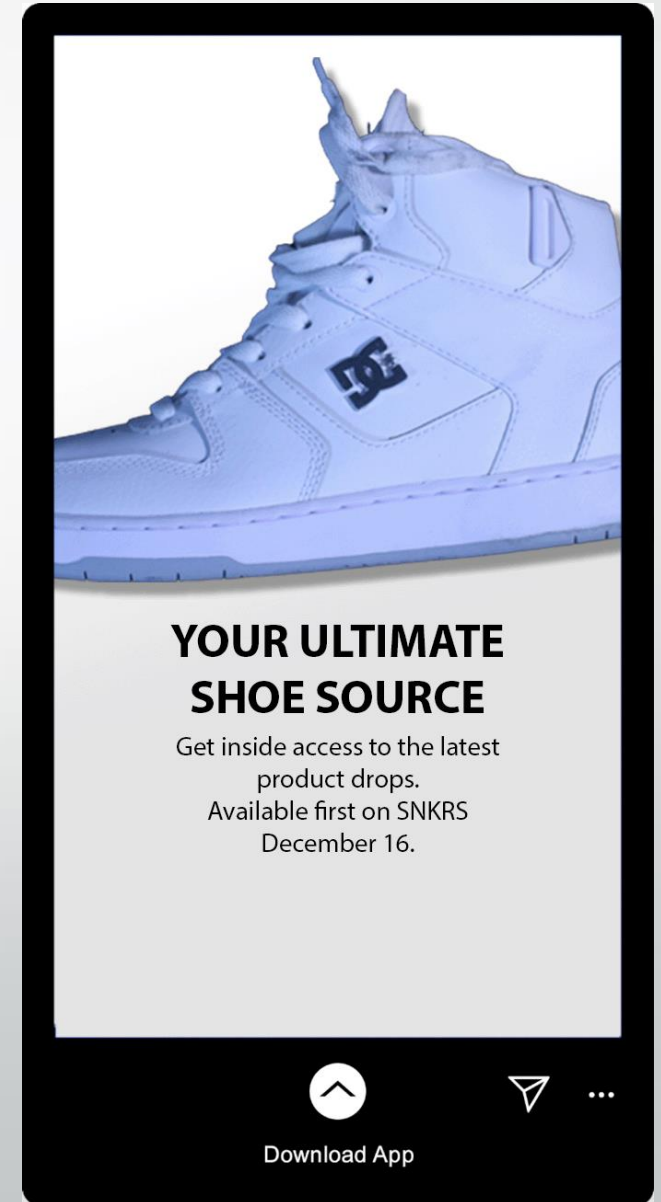 DC
YOUR ULTIMATE
SHOE SOURCE
Get inside access to the latest
product drops.
Available first on SNKRS
December 16.
Download App